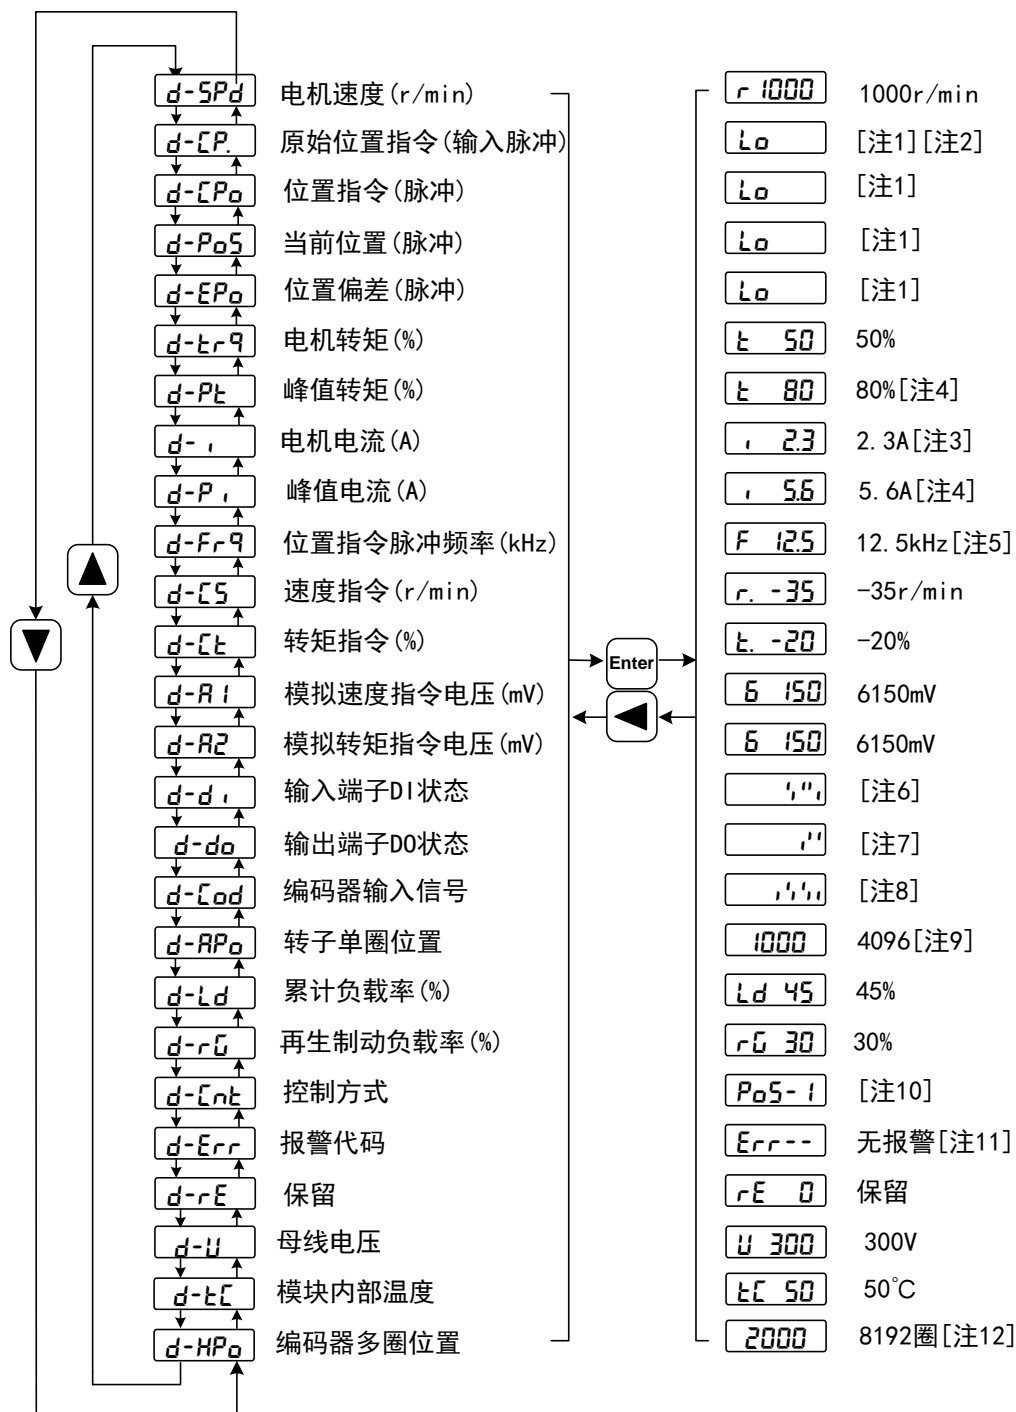 d-SPd 电机速度(r/min) r 1000 1000r/min
d-CP. 原始位置指令(输入脉冲) Lo [注1][注2]
d-CPo 位置指令(脉冲) Lo [注1]
d-PoS 当前位置(脉冲) Lo [注1]
d-EPo 位置偏差(脉冲) Lo [注1]
d-trq 电机转矩(%) t 50 50%
d-Pt 峰值转矩(%) t 80 80%[注4]
d-i 电机电流(A) i 2.3 2.3A[注3]
d-Pi 峰值电流(A) i 5.6 5.6A[注4]
d-Frq 位置指令脉冲频率(kHz) F 12.5 12.5kHz[注5]
d-CS 速度指令(r/min) r. -35 -35r/min
d-Ct 转矩指令(%) t. -20 -20%
Enter
d-A1 模拟速度指令电压(mV) 6 150 6150mV
d-A2 模拟转矩指令电压(mV) 6 150 6150mV
d-di 输入端子DI状态 [注6]
d-do 输出端子DO状态 [注7]
d-Cod 编码器输入信号 [注8]
d-APo 转子单圈位置 1000 4096[注9]
d-Ld 累计负载率(%) Ld 45 45%
d-rG 再生制动负载率(%) rG 30 30%
d-Cnt 控制方式 PoS-1 [注10]
d-Err 报警代码 Err-- 无报警[注11]
d-rE 保留 rE 0 保留
d-U 母线电压 U 300 300V
d-tC 模块内部温度 tC 50 50℃
d-HPo 编码器多圈位置 2000 8192圈[注12]